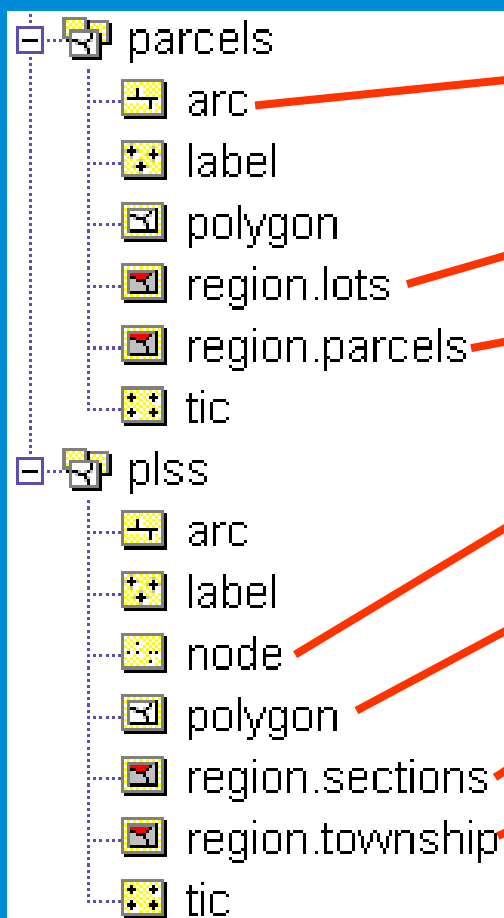 parcels
arc
label
polygon
region.lots
region.parcels
tic
plss
arc
label
node
polygon
region.sections
region.township
tic